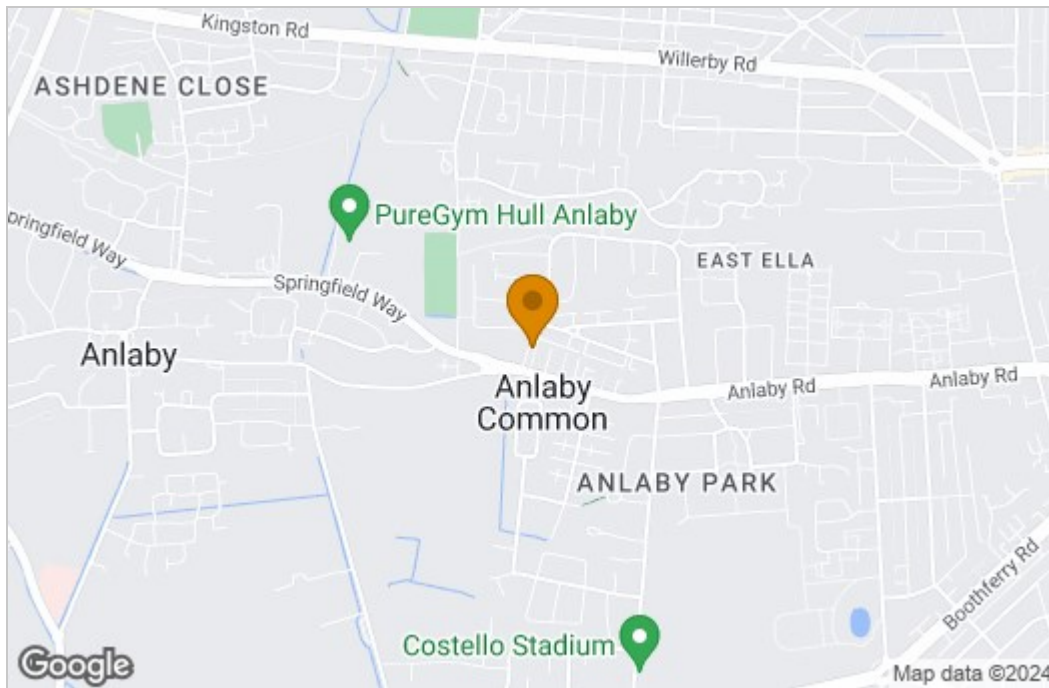 Kingston Rd
Willerby Rd
ASHDENE CLOSE
PureGym Hull Anlaby
Springfield Way
EAST ELLA
Springfield Way
Anlaby
Anlaby
Common
Anlaby Rd
Anlaby Rd
ANLABY PARK
Boothferry Rd
Costello Stadium
Google
Map data ©2024